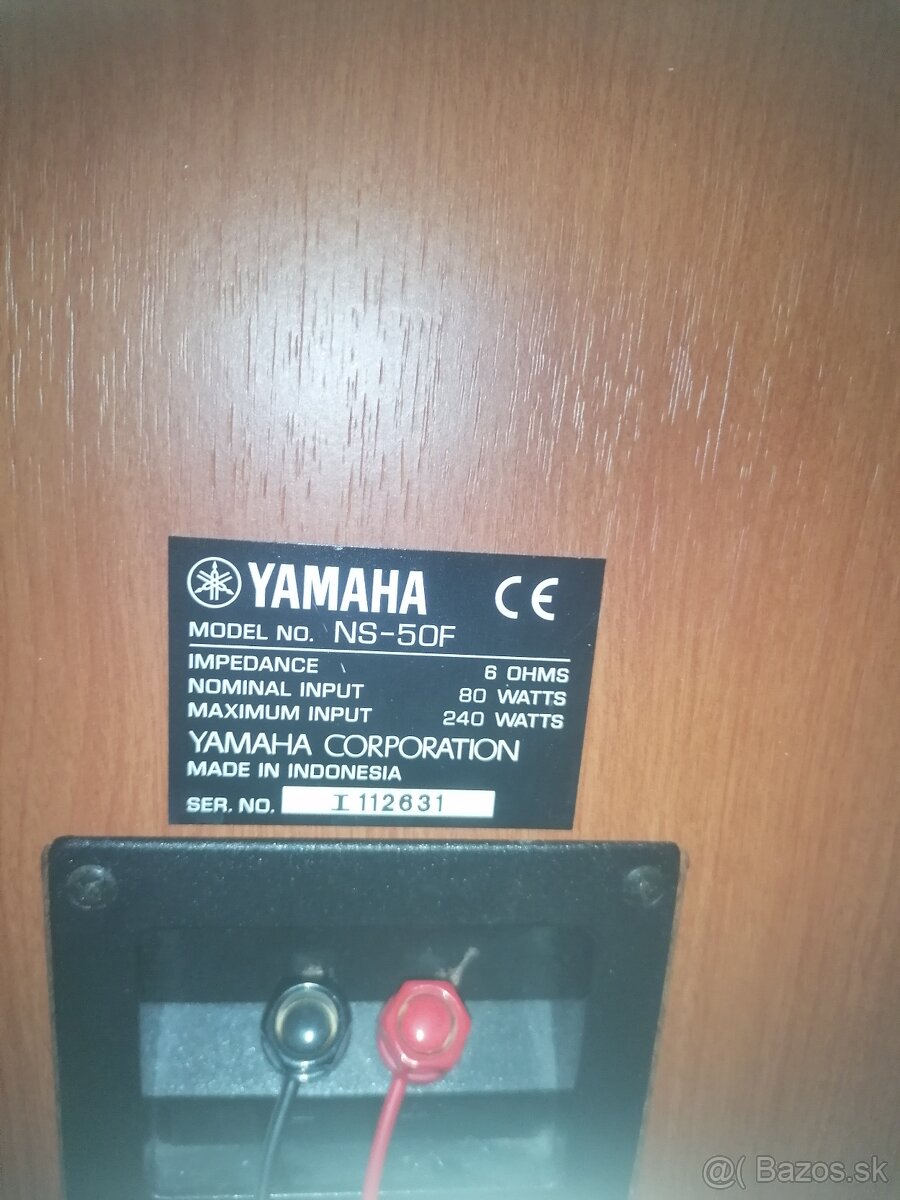 YAMAHA CE
MODEL NO. NS-50F
IMPEDANCE 6 OHMS
NOMINAL INPUT 80 WATTS
MAXIMUM INPUT 240 WATTS
YAMAHA CORPORATION
MADE IN INDONESIA
SER. NO. I 112631
@( Bazos.sk